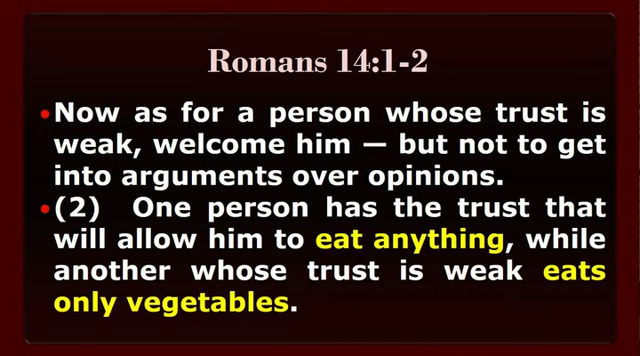 Romans 14:1-2
•Now as for a person whose trust is
weak, welcome him — but not to get
into arguments over opinions.
•(2) One person has the trust that
will allow him to eat anything, while
another whose trust is weak eats
only vegetables.